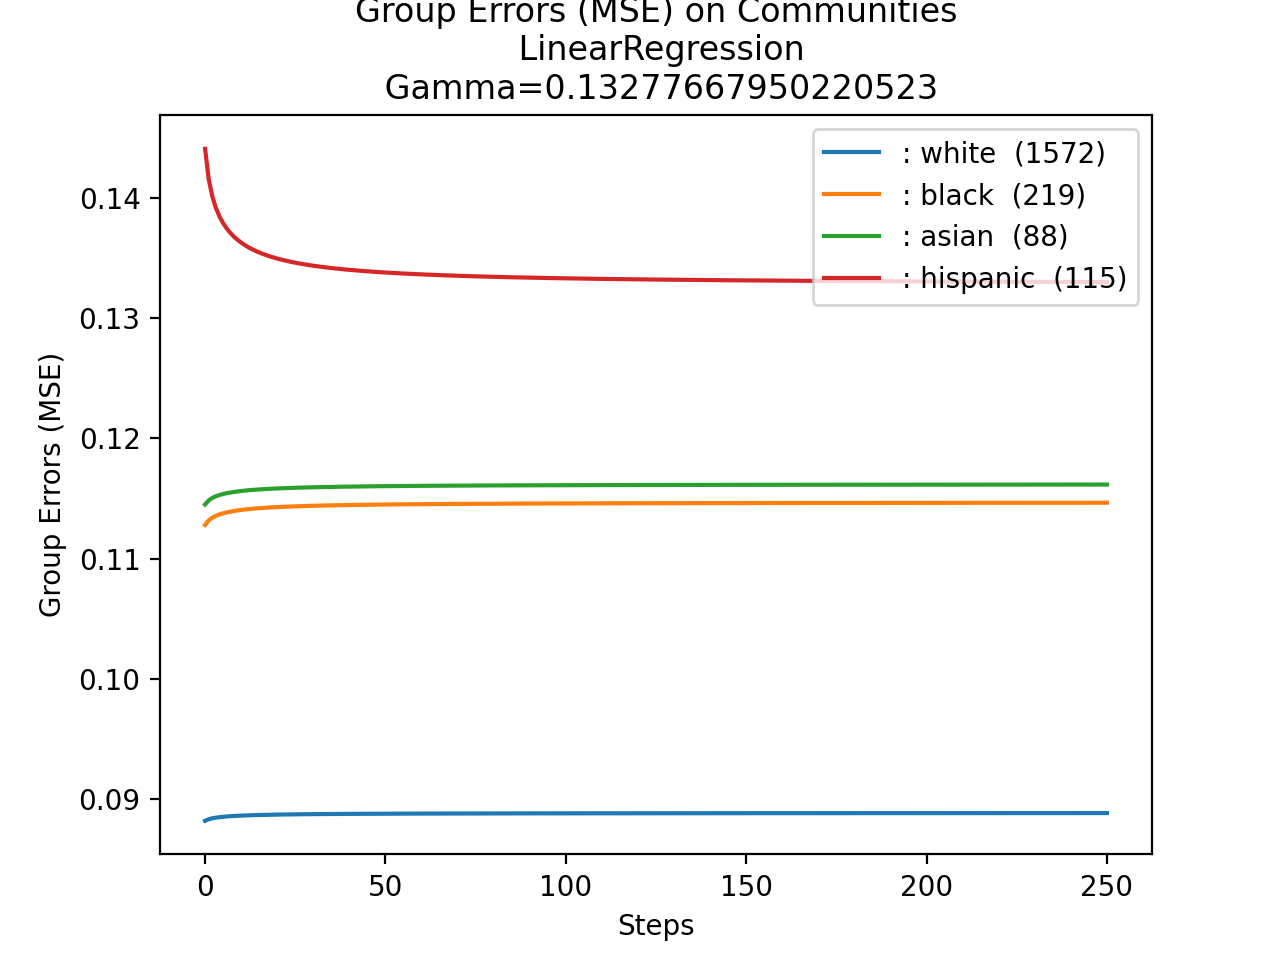 Group Errors (MSE) on Communities
LinearRegression
Gamma=0.13277667950220523
: white (1572)
: black (219)
: asian (88)
: hispanic (115)
Group Errors (MSE)
0.14
0.13
0.12
0.11
0.10
0.09
0 50 100 150 200 250
Steps